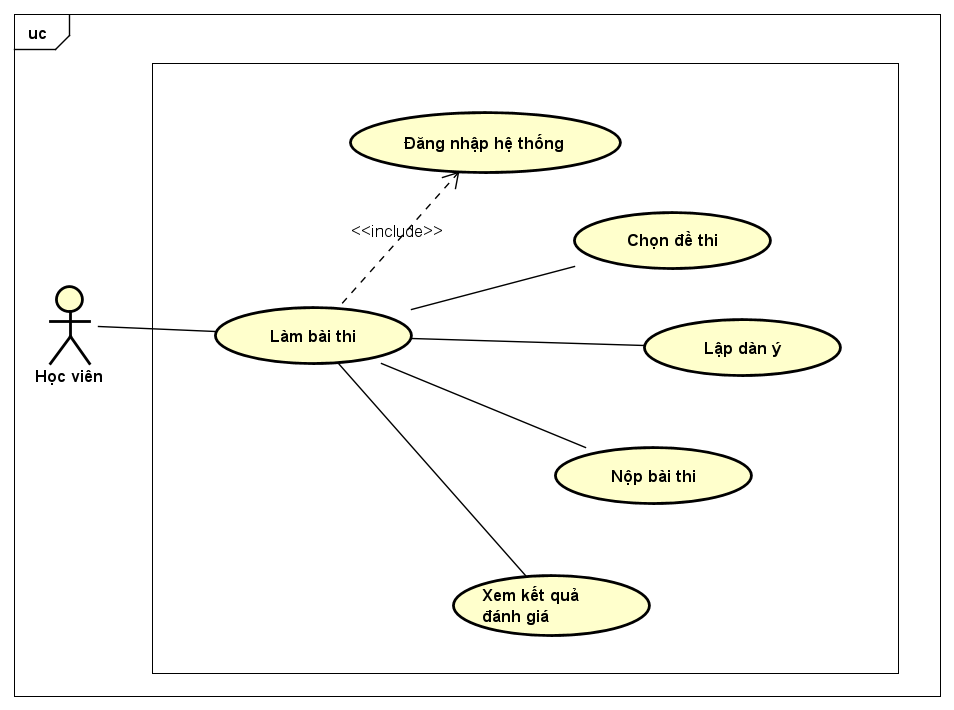 uc
Đăng nhập hệ thống
<<include>>
Chọn đề thi
Làm bài thi
Lập dàn ý
Học viên
Nộp bài thi
Xem kết quả
đánh giá